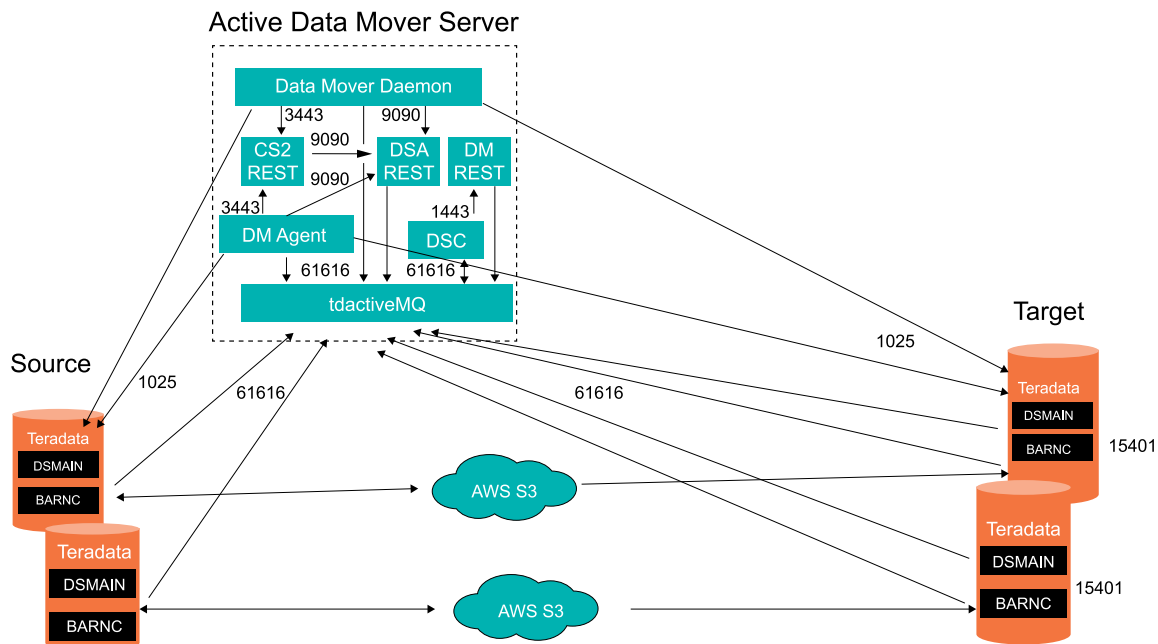 Active Data Mover Server
Data Mover Daemon
3443
9090
CS2
REST
9090
DSA
REST
DM
REST
9090
3443
1443
DM Agent
DSC
61616
61616
tdactiveMQ
Source
Target
1025
1025
61616
61616
Teradata
DSMAIN
BARNC
Teradata
DSMAIN
BARNC
15401
AWS S3
Teradata
DSMAIN
BARNC
Teradata
DSMAIN
BARNC
15401
AWS S3